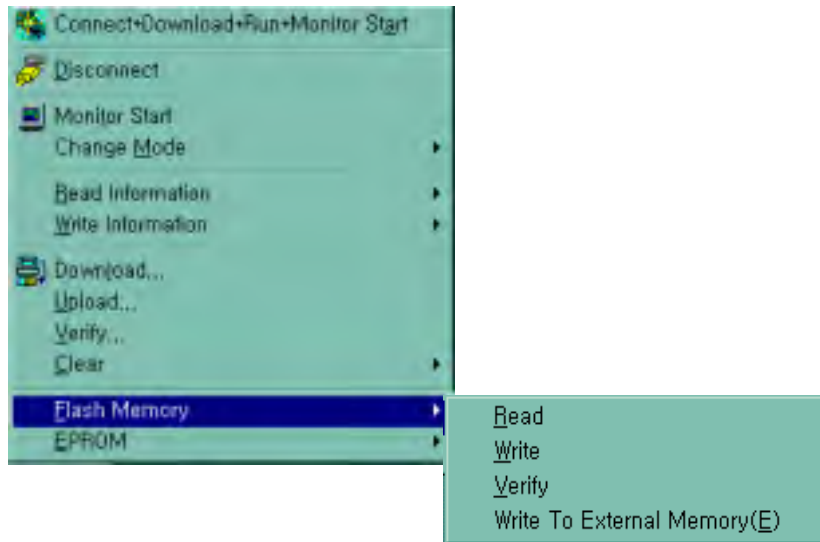 Connect+Download+Run+Monitor Start
Disconnect
Monitor Start
Change Mode
Read Information
Write Information
Download...
Upload...
Verify...
Clear
Flash Memory
EPROM
Read
Write
Verify
Write To External Memory(E)